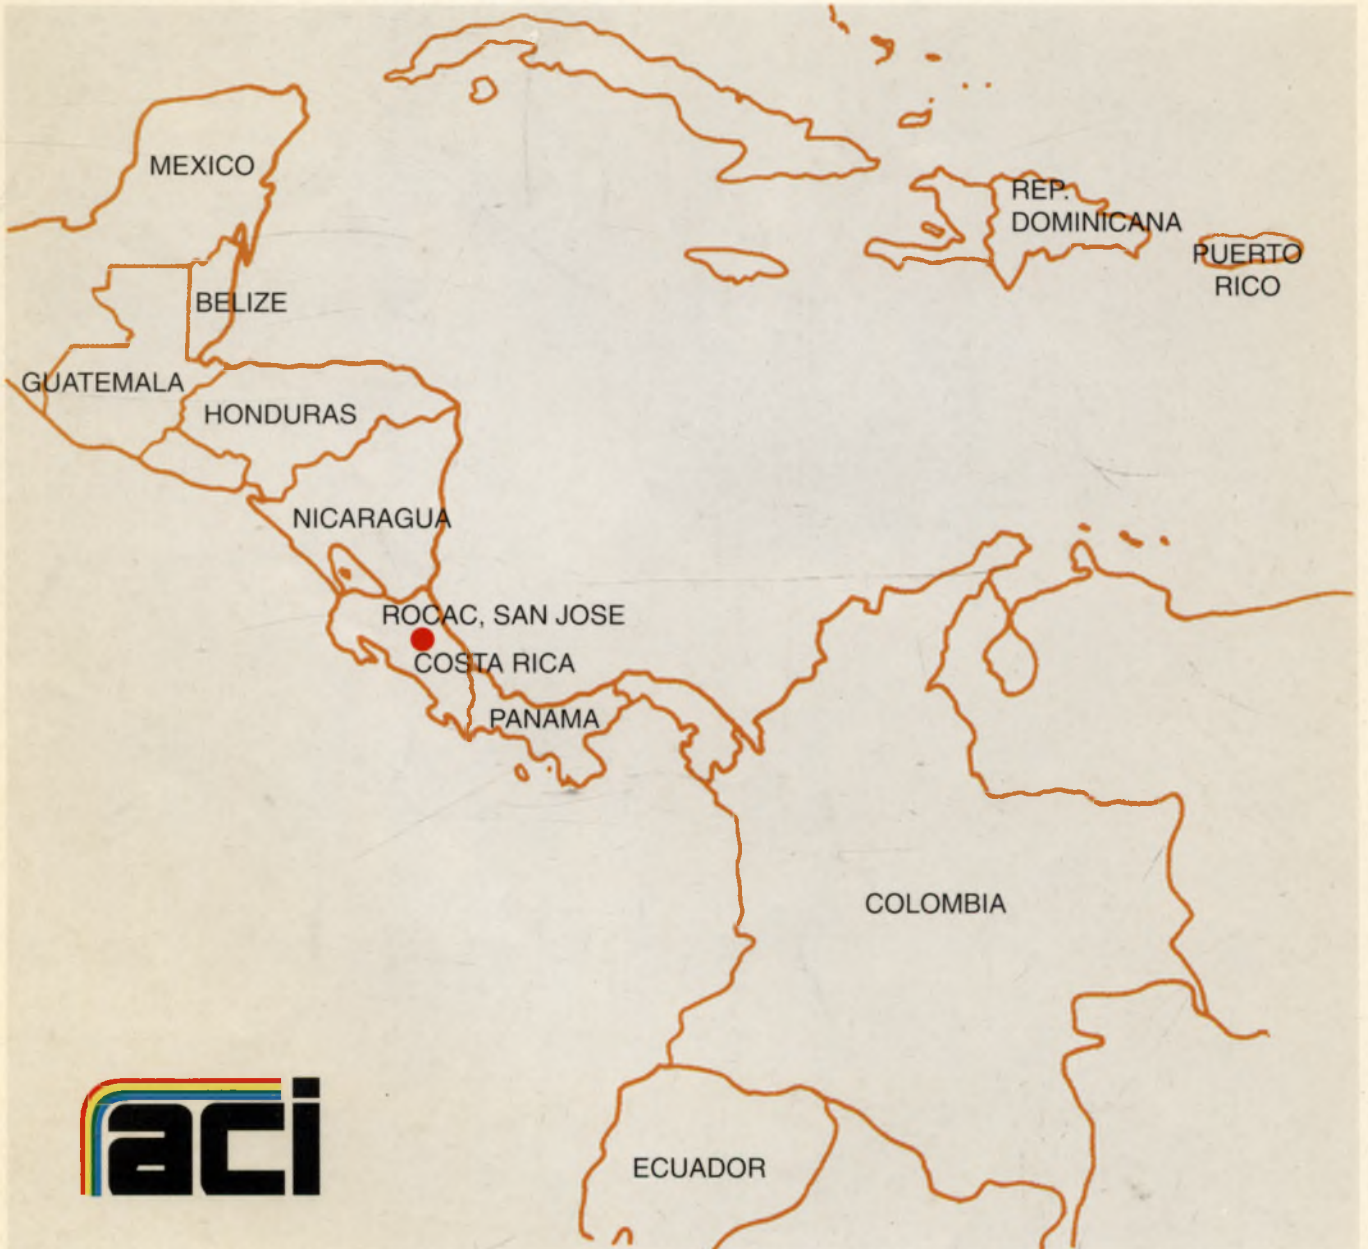 MEXICO
REP.
DOMINICANA
PUERTO
RICO
BELIZE
GUATEMALA
HONDURAS
NICARAGUA
ROCAC, SAN JOSE
COSTA RICA
PANAMA
COLOMBIA
ECUADOR
aci